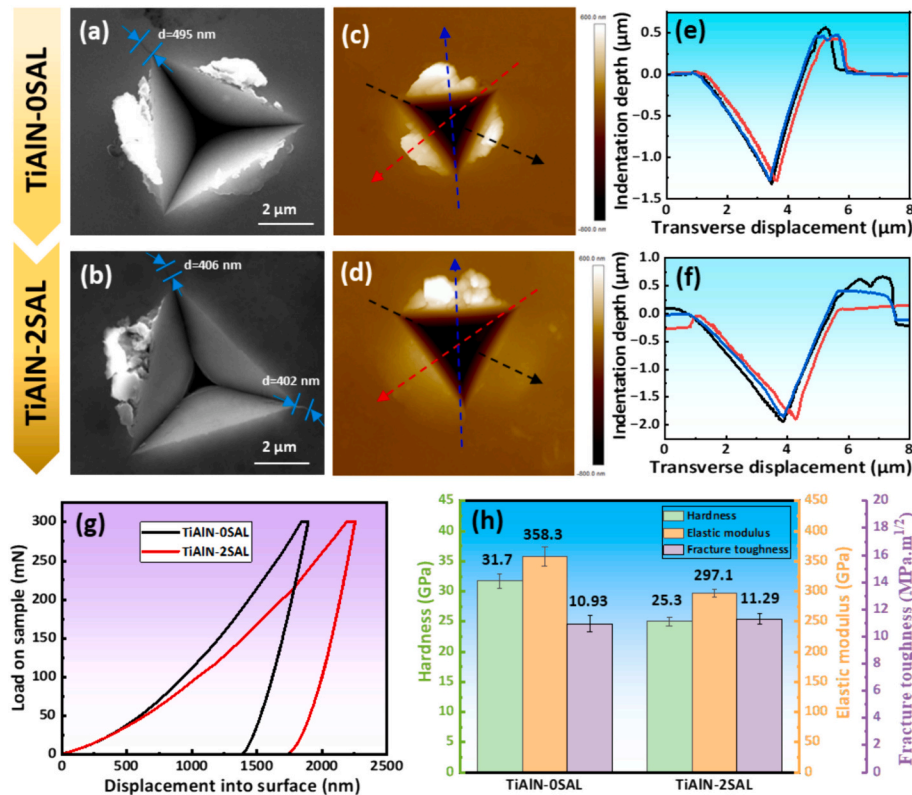 TiAlN-0SAL
TiAlN-2SAL
(a)
d=495 nm
2 μm
(b)
d=406 nm
d=402 nm
2 μm
(c)
600.0 nm
-800.0 nm
(d)
600.0 nm
-800.0 nm
(e)
Indentation depth (μm)
0.5
0.0
-0.5
-1.0
-1.5
0 2 4 6 8
Transverse displacement (μm)
(f)
Indentation depth (μm)
1.0
0.5
0.0
-0.5
-1.0
-1.5
-2.0
0 2 4 6 8
Transverse displacement (μm)
(g)
TiAlN-0SAL
TiAlN-2SAL
Load on sample (mN)
300
250
200
150
100
50
0
0 500 1000 1500 2000 2500
Displacement into surface (nm)
(h)
Hardness
Elastic modulus
Fracture toughness
Hardness (GPa)
45
40
35
30
25
20
15
10
5
0
31.7
358.3
10.93
25.3
297.1
11.29
TiAlN-0SAL TiAlN-2SAL
450
400
350
300
250
200
150
100
50
0
Elastic modulus (GPa)
20
18
16
14
12
10
8
6
4
2
0
Fracture toughness (MPa.m1/2)